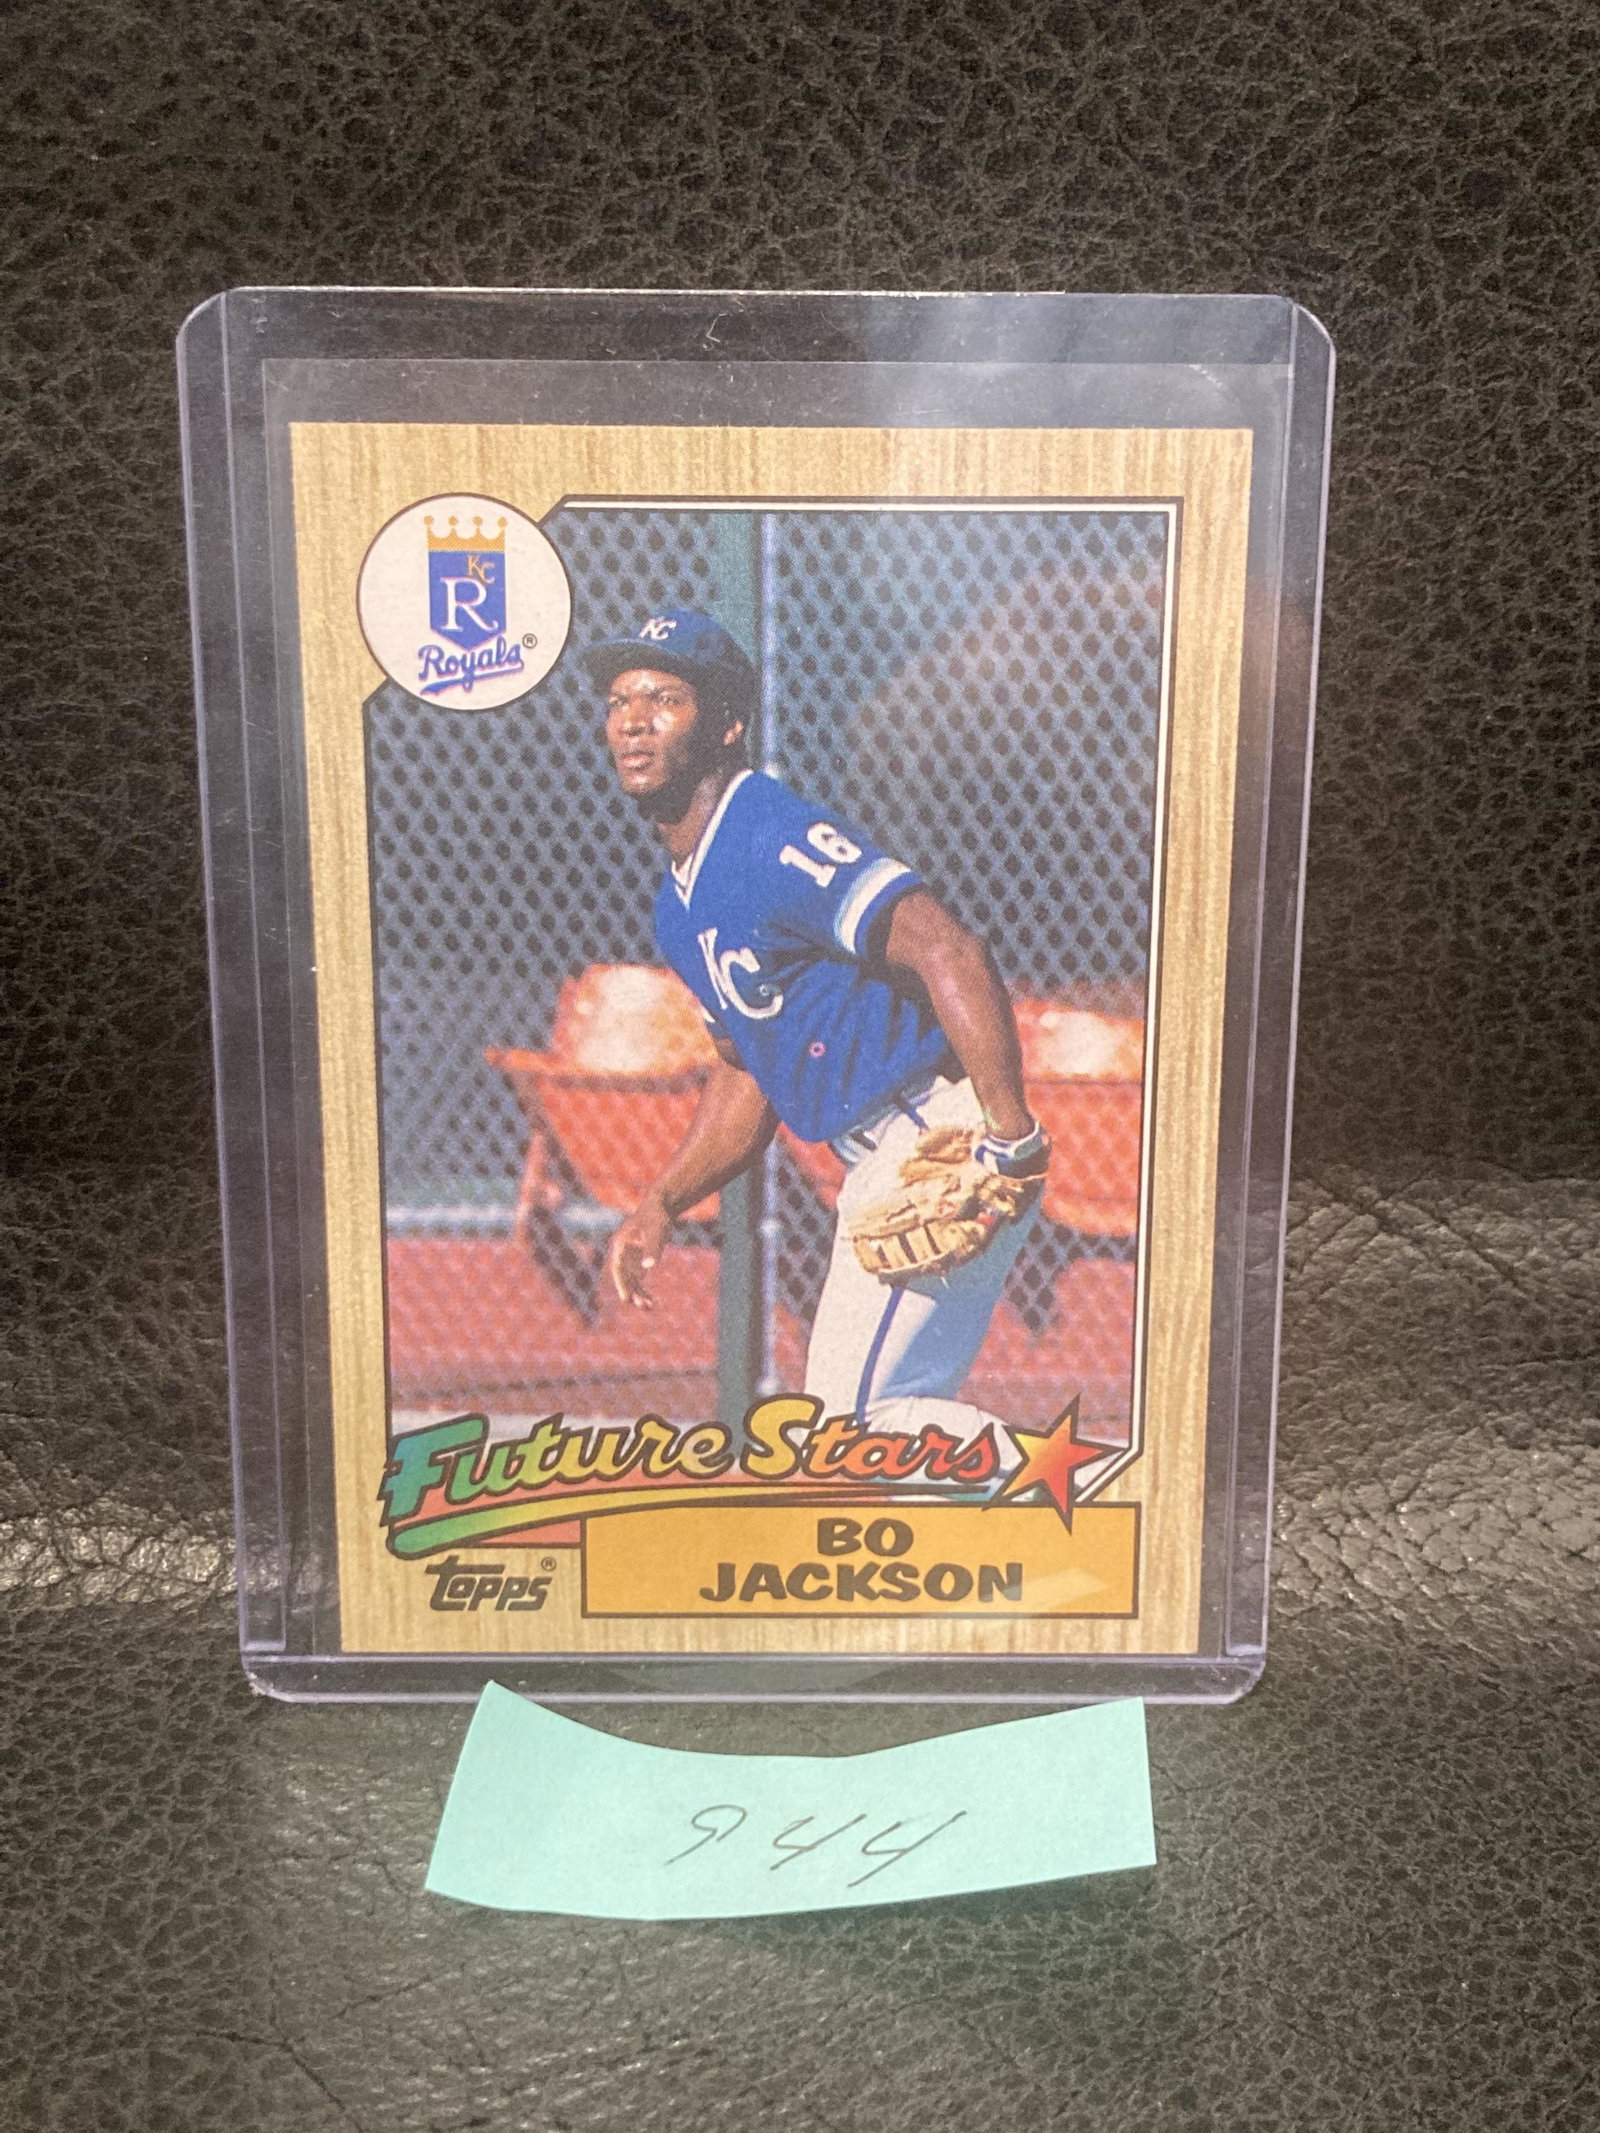 KC
R
Royals®
KC
16
KC
Future Stars
topps®
BO
JACKSON
944